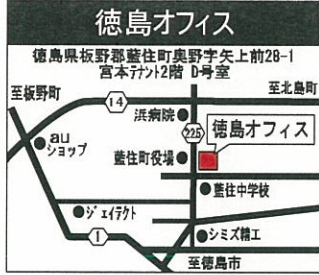 徳島オフィス
徳島県板野郡藍住町奥野字矢上前28-1
宮本テナント2階 D号室
至板野町
14
至北島町
浜病院
225
徳島オフィス
auショップ
藍住町役場
藍住中学校
ジェイテクト
1
シミズ精工
至徳島市